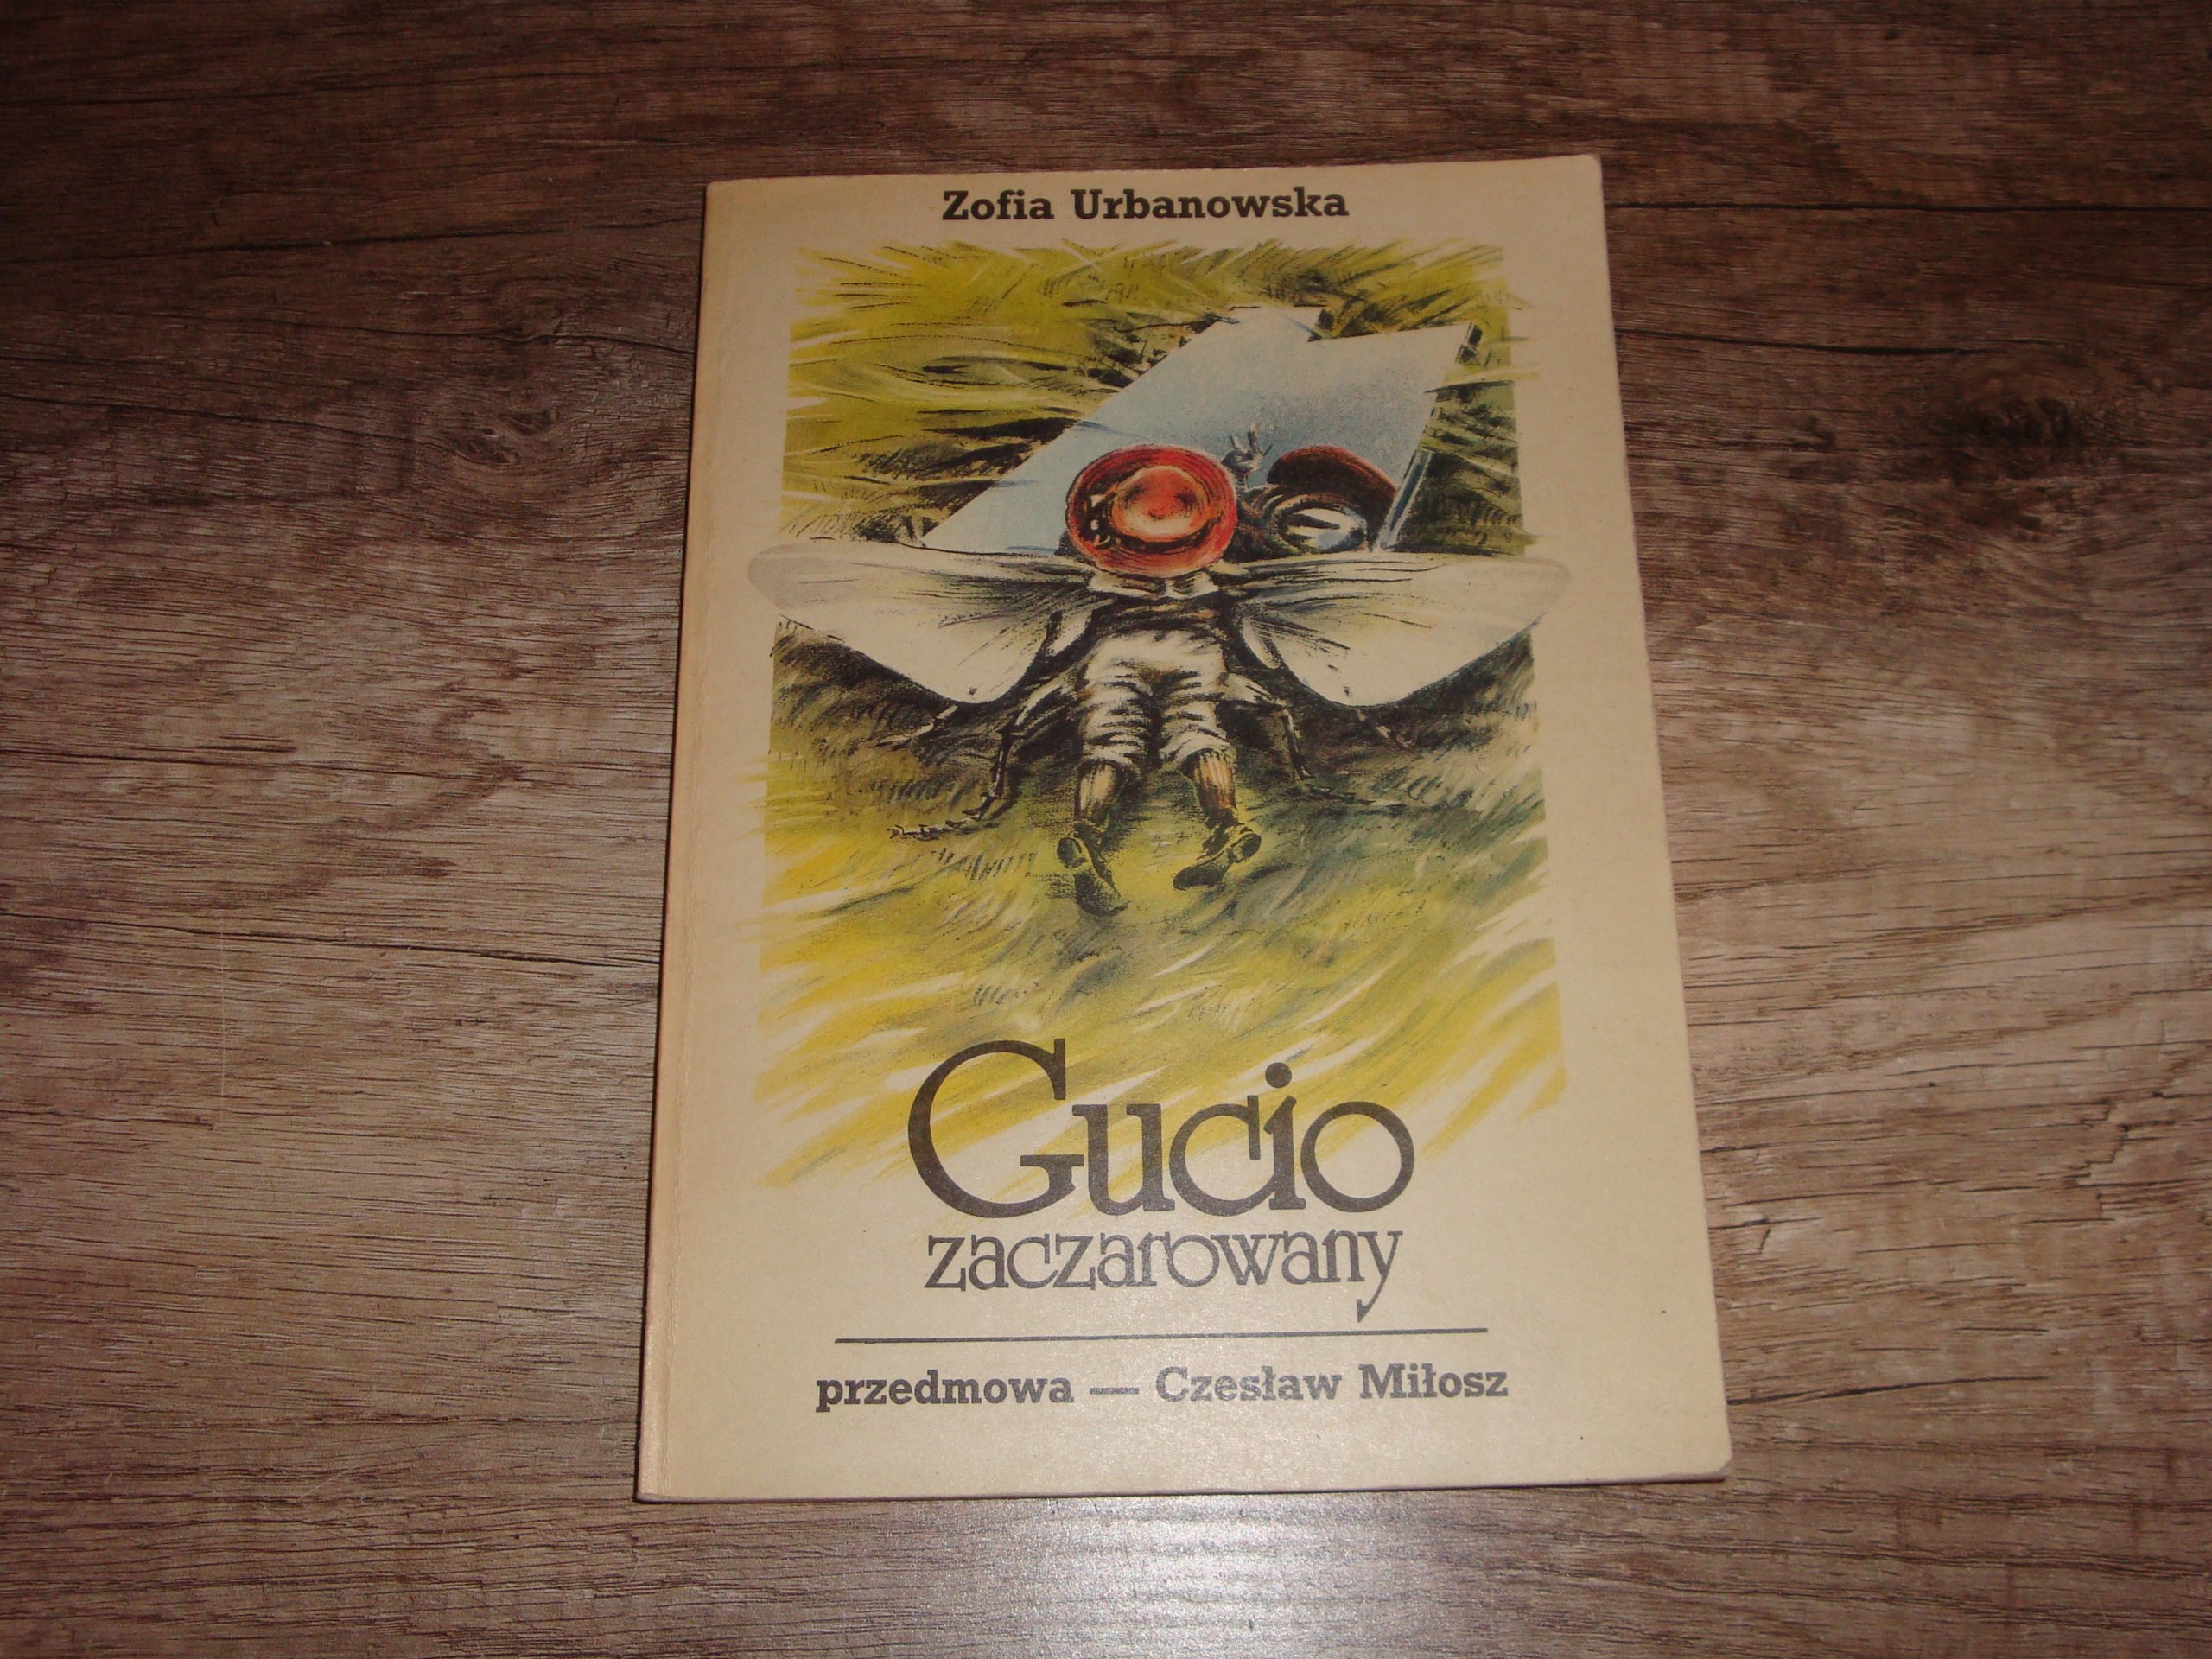 Zofia Urbanowska
Gucio
zaczarowany
przedmowa — Czesław Miłosz